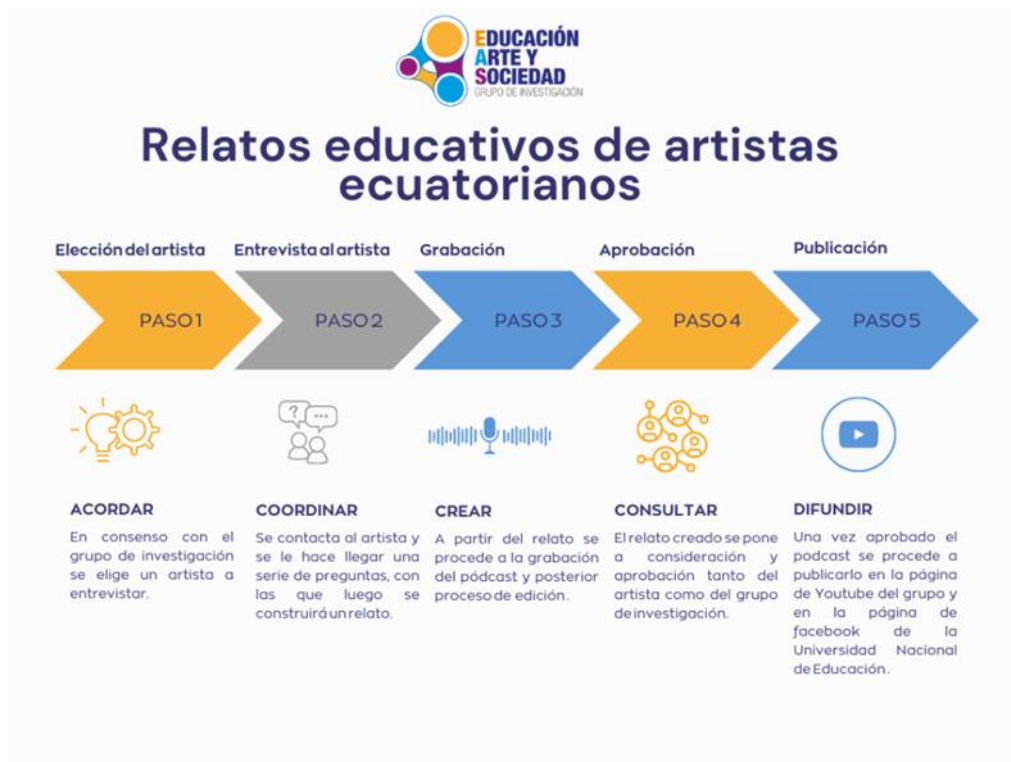 EDUCACIÓN
ARTE Y
SOCIEDAD
GRUPO DE INVESTIGACIÓN
Relatos educativos de artistas
ecuatorianos
Elección del artista
Entrevista al artista
Grabación
Aprobación
Publicación
PASO 1
PASO 2
PASO 3
PASO 4
PASO 5
?
...
ACORDAR
En consenso con el
grupo de investigación
se elige un artista a
entrevistar.
COORDINAR
Se contacta al artista y
se le hace llegar una
serie de preguntas, con
las que luego se
construirá un relato.
CREAR
A partir del relato se
procede a la grabación
del pódcast y posterior
proceso de edición.
CONSULTAR
El relato creado se pone
a consideración y
aprobación tanto del
artista como del grupo
de investigación.
DIFUNDIR
Una vez aprobado el
podcast se procede a
publicarlo en la página
de Youtube del grupo y
en la página de
facebook de la
Universidad Nacional
de Educación.